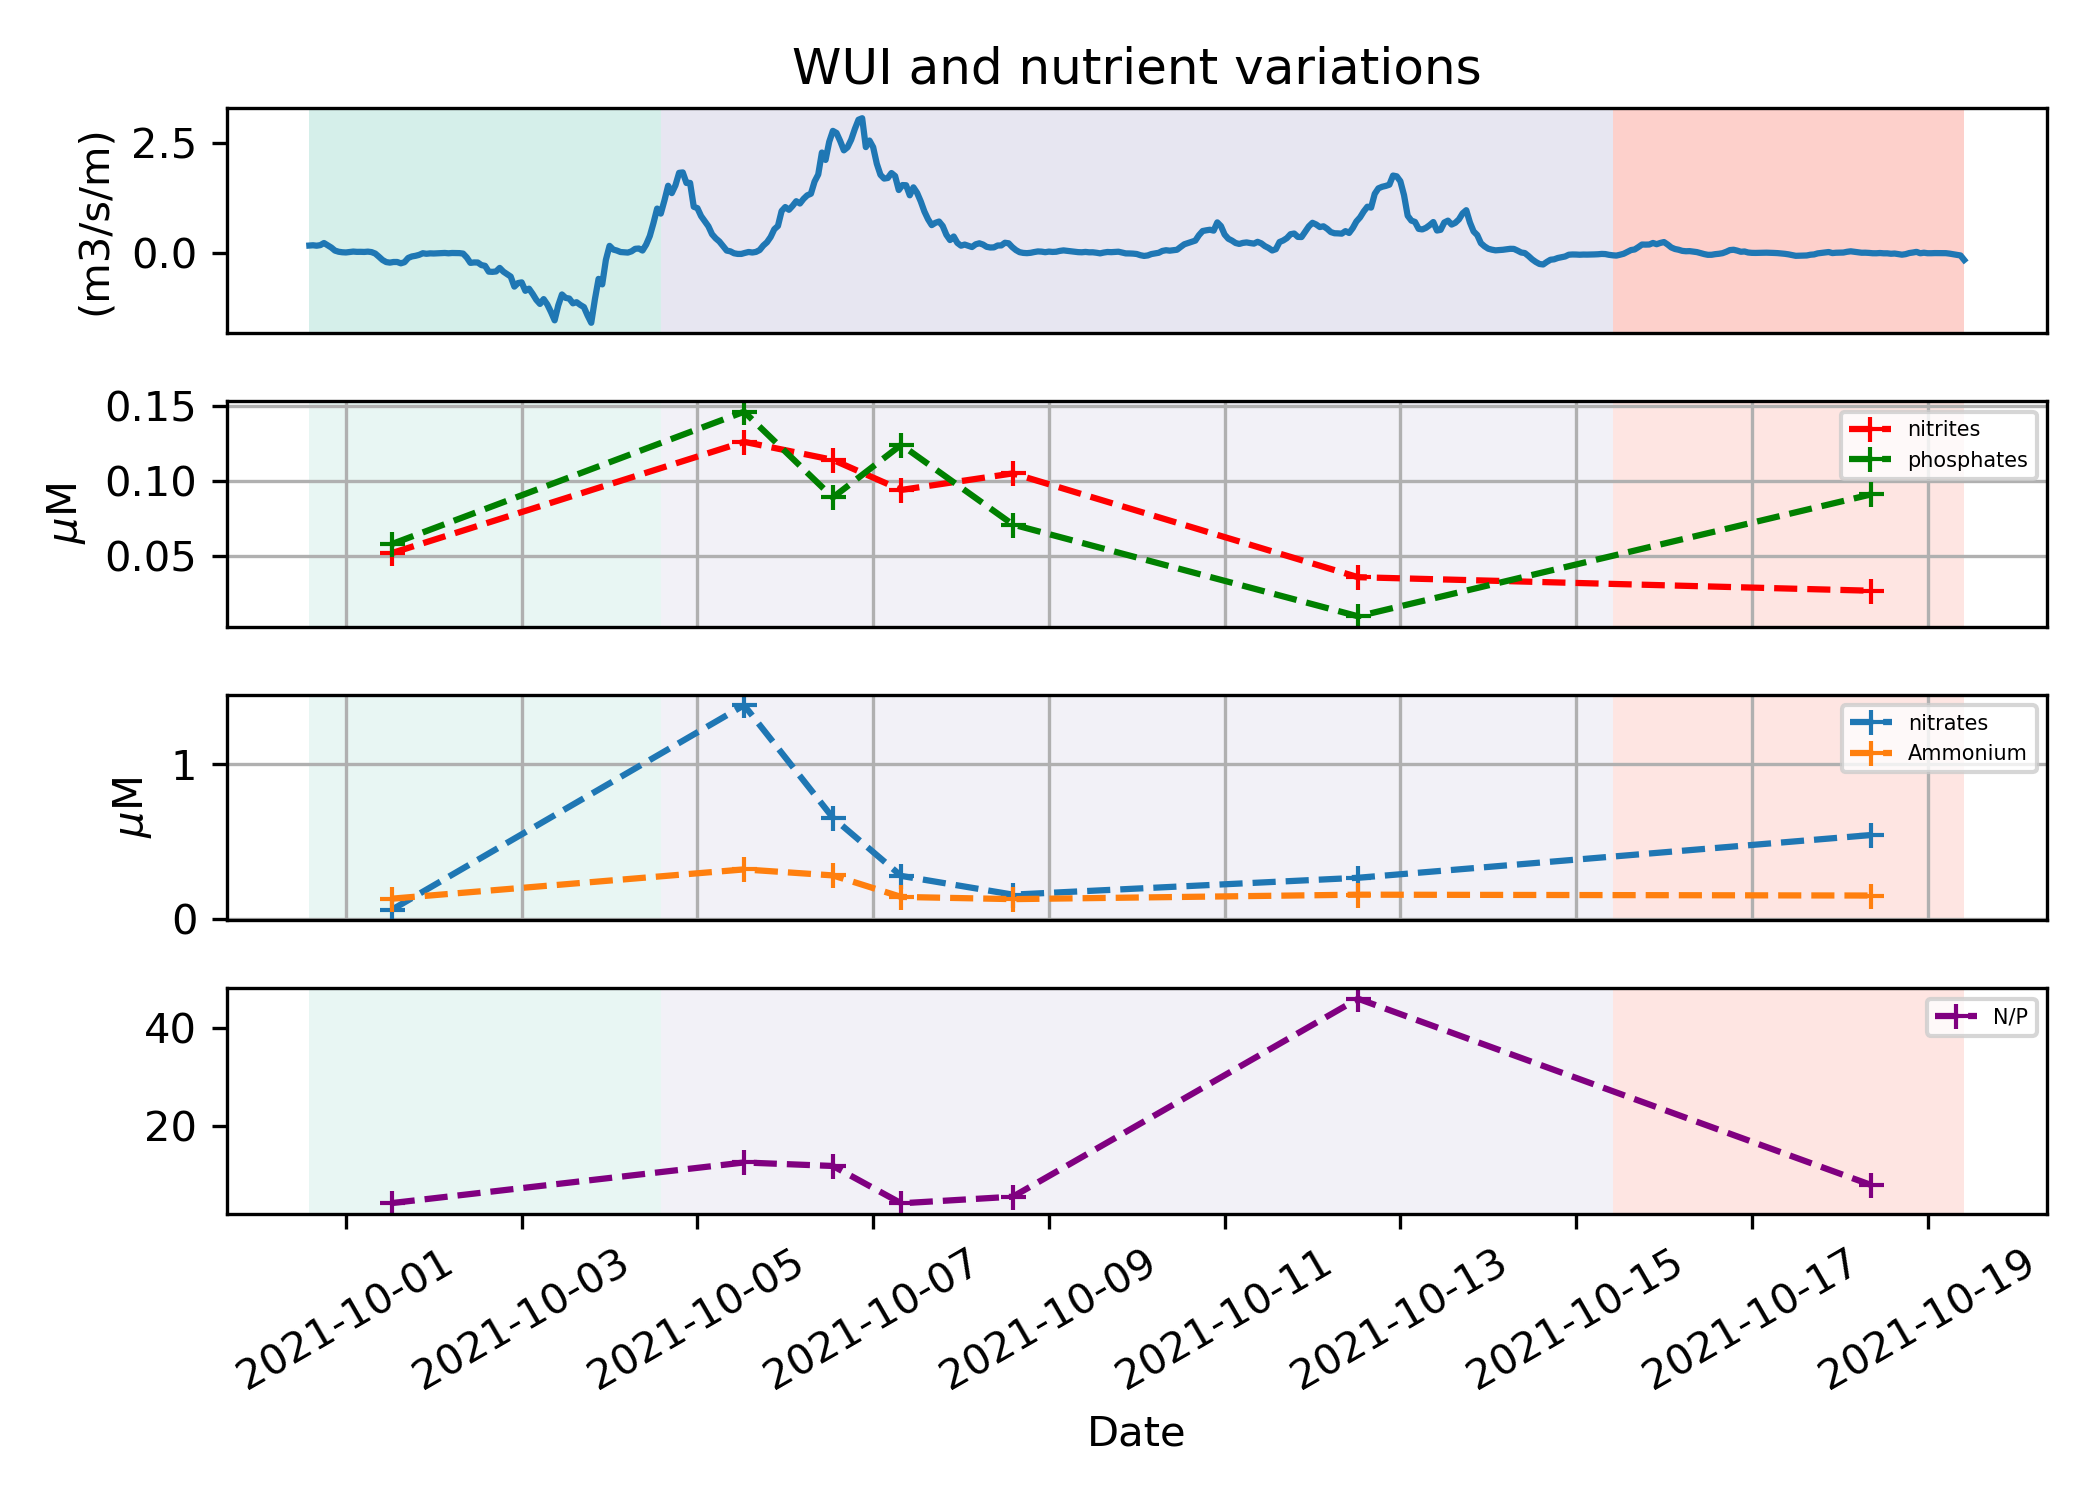 WUI and nutrient variations
(m3/s/m)
2.5
0.0
μM
0.15
0.10
0.05
nitrites
phosphates
μM
1
0
nitrates
Ammonium
40
20
N/P
2021-10-01
2021-10-03
2021-10-05
2021-10-07
2021-10-09
2021-10-11
2021-10-13
2021-10-15
2021-10-17
2021-10-19
Date